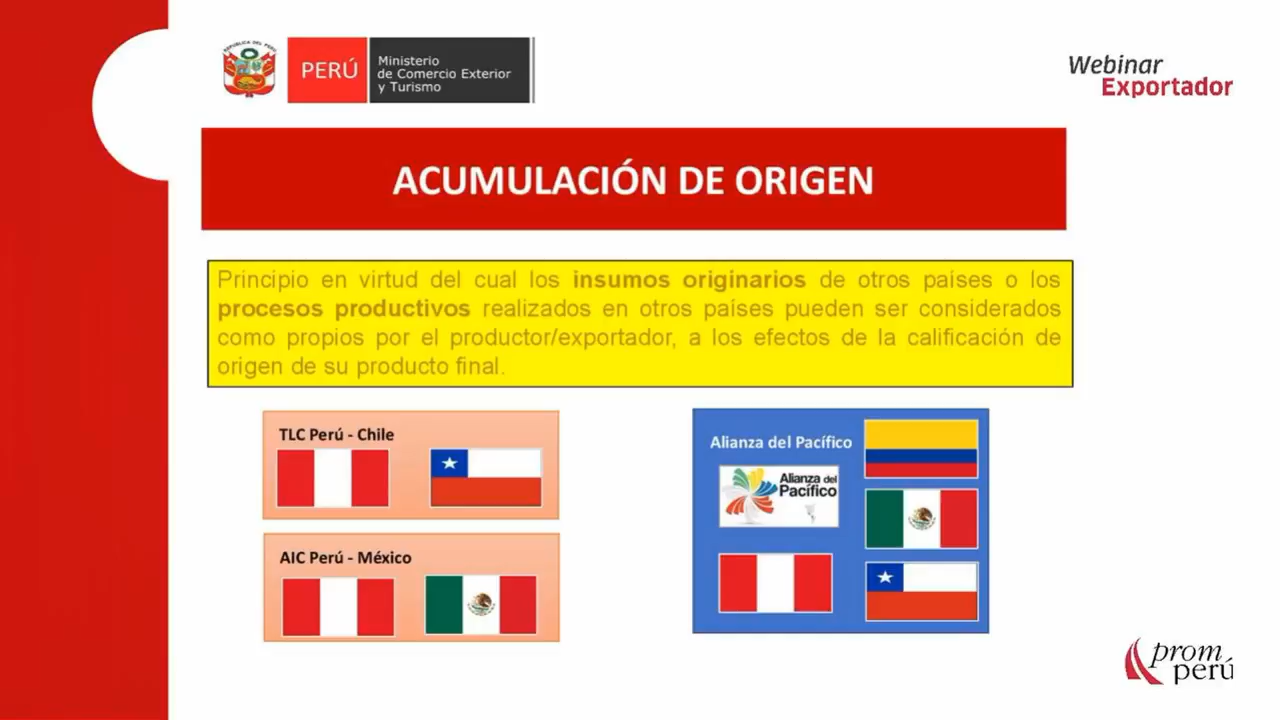 REPÚBLICA DEL PERÚ
PERÚ
Ministerio
de Comercio Exterior
y Turismo
Webinar
Exportador
ACUMULACIÓN DE ORIGEN
Principio en virtud del cual los insumos originarios de otros países o los
procesos productivos realizados en otros países pueden ser considerados
como propios por el productor/exportador, a los efectos de la calificación de
origen de su producto final.
TLC Perú - Chile
AIC Perú - México
Alianza del Pacífico
Alianza del
Pacífico
prom
perú